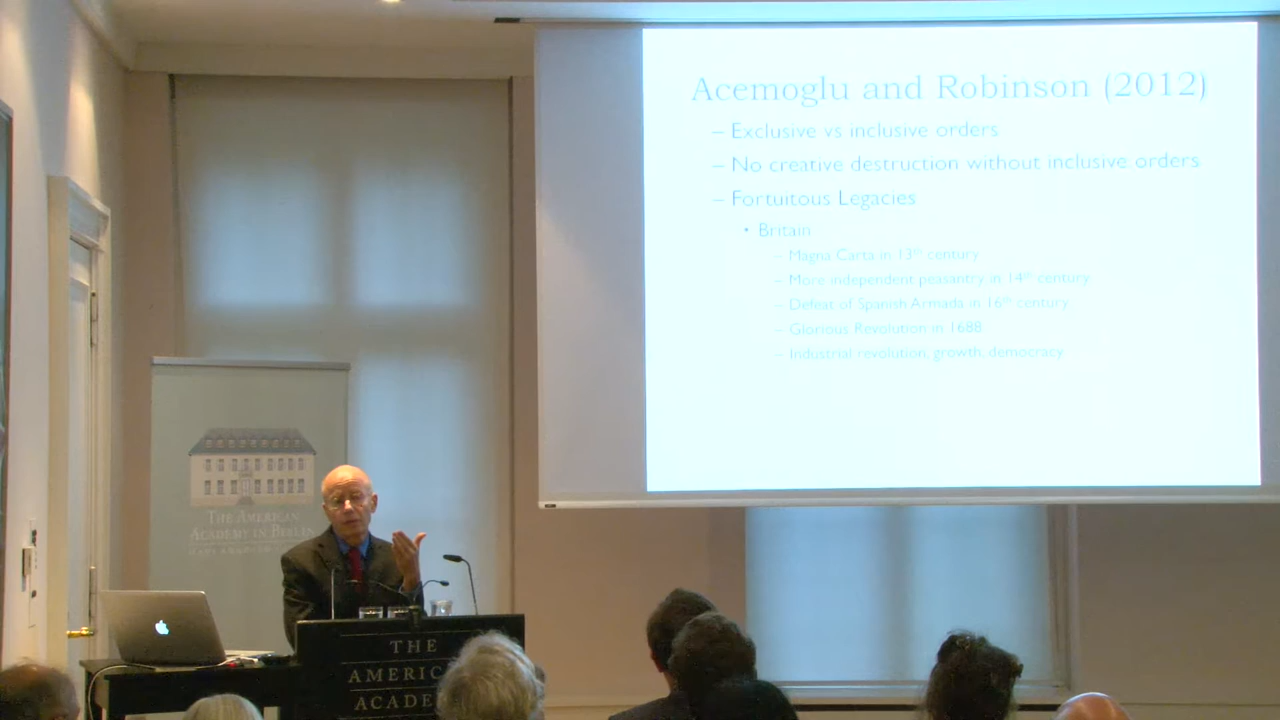 Acemoglu and Robinson (2012)
– Exclusive vs inclusive orders
– No creative destruction without inclusive orders
– Fortuitous Legacies
• Britain
– Magna Carta in 13th century
– More independent peasantry in 14th century
– Defeat of Spanish Armada in 16th century
– Glorious Revolution in 1688
– Industrial revolution, growth, democracy
THE AMERICAN
ACADEMY IN BERLIN
THE
AMERIC
ACADE